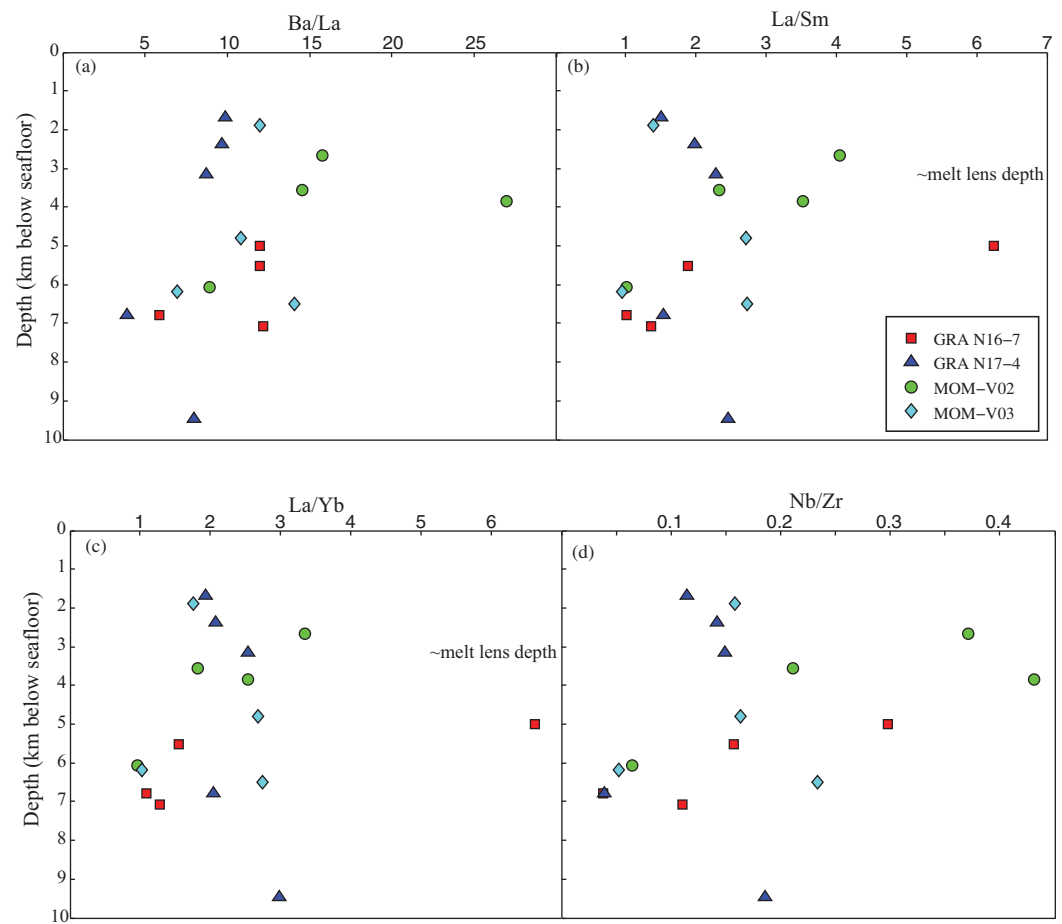 Ba/La
La/Sm
5 10 15 20 25
1 2 3 4 5 6 7
0
1
2
3
4
5
6
7
8
9
10
Depth (km below seafloor)
(a)
(b)
~melt lens depth
GRA N16−7
GRA N17−4
MOM−V02
MOM−V03
La/Yb
Nb/Zr
1 2 3 4 5 6
0.1 0.2 0.3 0.4
0
1
2
3
4
5
6
7
8
9
10
Depth (km below seafloor)
(c)
(d)
~melt lens depth